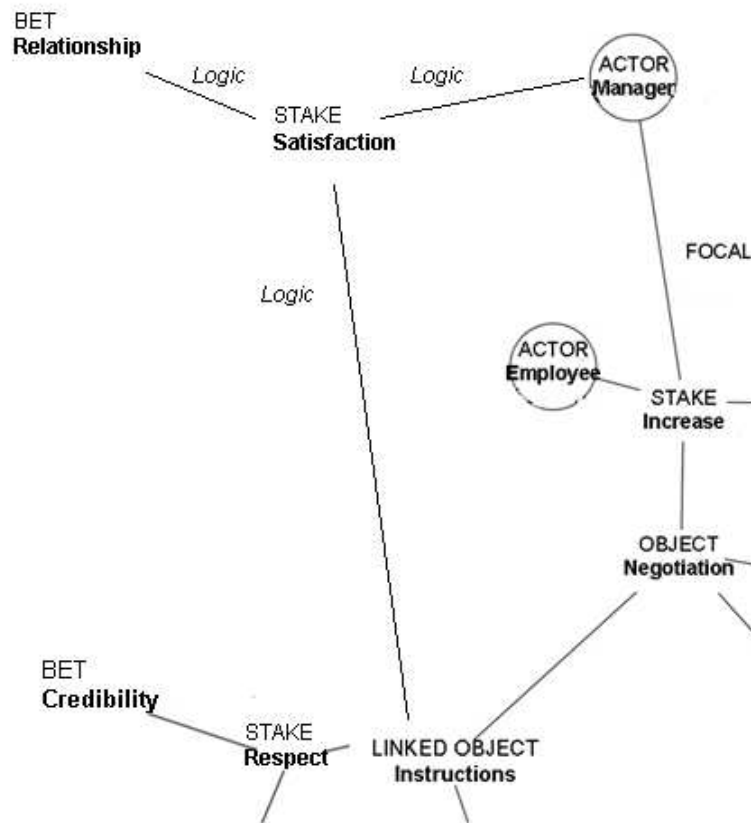 BET
Relationship
Logic
Logic
ACTOR
Manager
STAKE
Satisfaction
FOCAL
Logic
ACTOR
Employee
STAKE
Increase
OBJECT
Negotiation
BET
Credibility
STAKE
Respect
LINKED OBJECT
Instructions